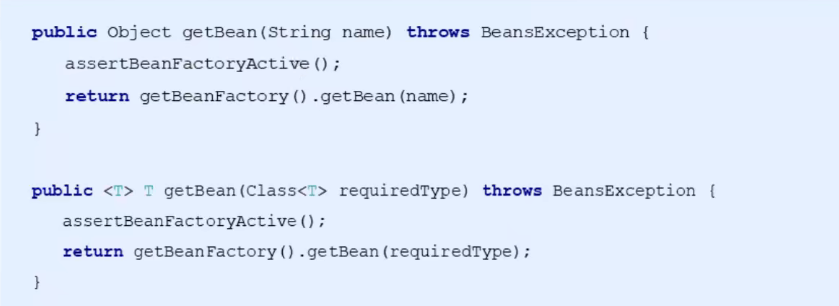 public Object getBean(String name) throws BeansException {
assertBeanFactoryActive();
return getBeanFactory().getBean(name);
}
public <T> T getBean(Class<T> requiredType) throws BeansException {
assertBeanFactoryActive();
return getBeanFactory().getBean(requiredType);
}